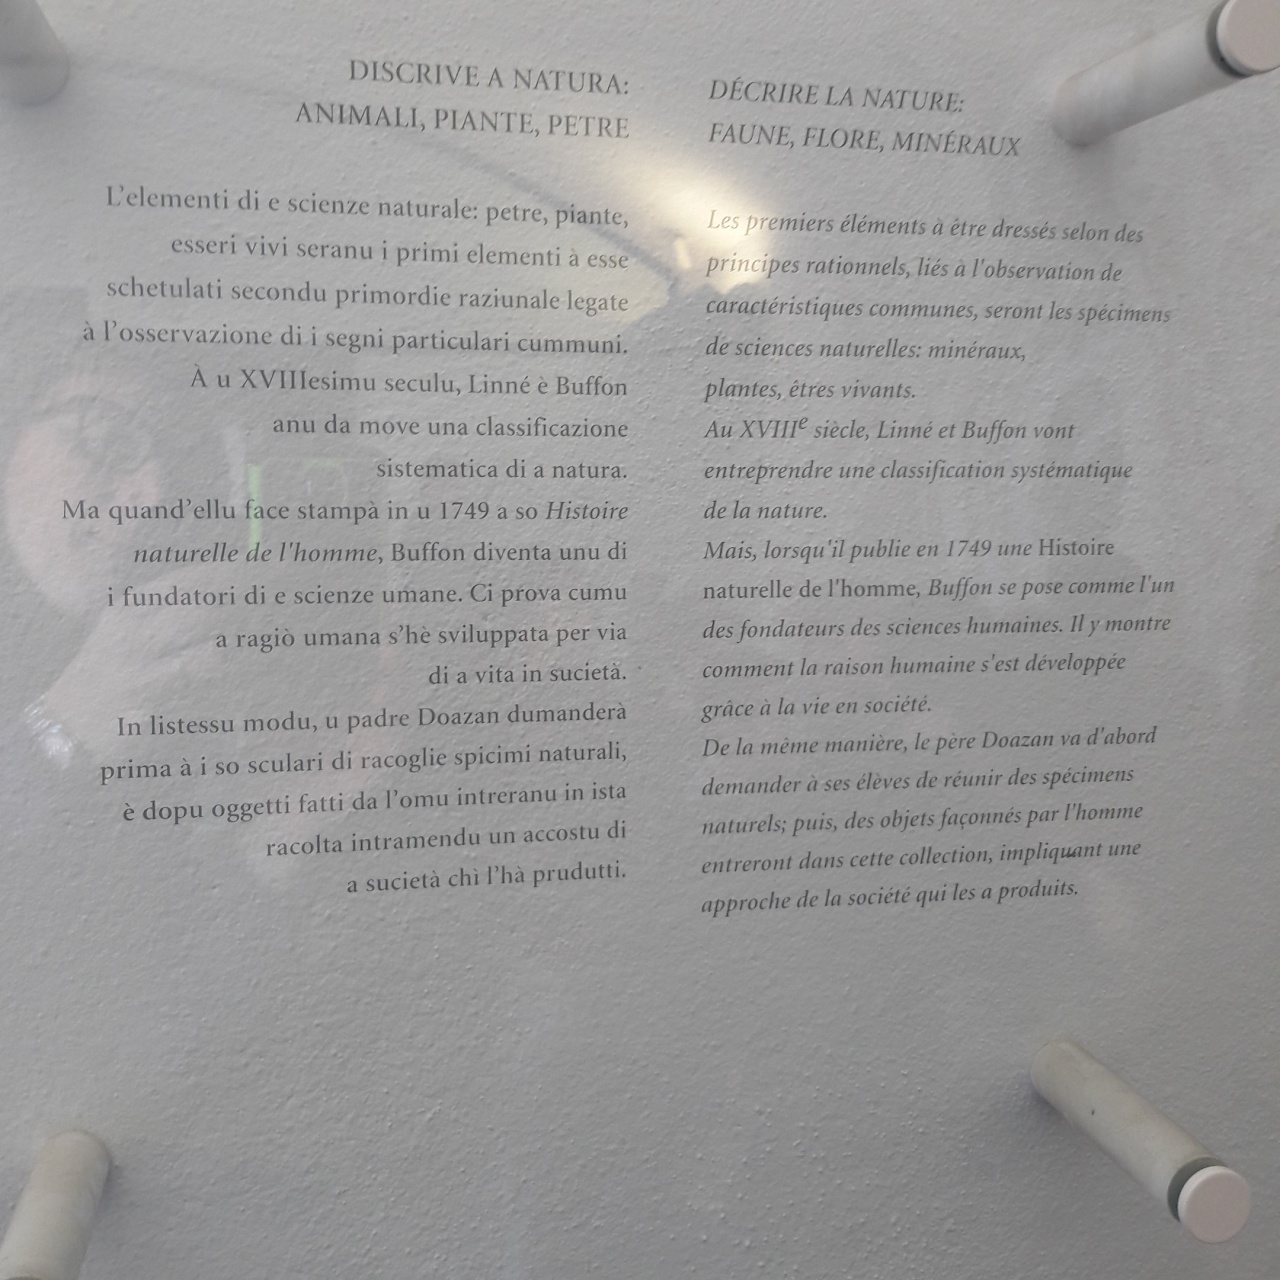 DISCRIVE A NATURA:
ANIMALI, PIANTE, PETRE
L'elementi di e scienze naturale: petre, piante,
esseri vivi seranu i primi elementi à esse
schetulati secondu primordie raziunale legate
à l'osservazione di i segni particulari cummuni.
À u XVIIIesimu seculu, Linné è Buffon
anu da move una classificazione
sistematica di a natura.
Ma quand'ellu face stampà in u 1749 a so Histoire
naturelle de l'homme, Buffon diventa unu di
i fundatori di e scienze umane. Ci prova cumu
a ragiò umana s'hè sviluppata per via
di a vita in sucietà.
In listessu modu, u padre Doazan dumanderà
prima à i so sculari di racoglie spicimi naturali,
è dopu oggetti fatti da l'omu intreranu in ista
racolta intramendu un accostu di
a sucietà chì l'hà prudutti.
DÉCRIRE LA NATURE:
FAUNE, FLORE, MINÉRAUX
Les premiers éléments à être dressés selon des
principes rationnels, liés à l'observation de
caractéristiques communes, seront les spécimens
de sciences naturelles: minéraux,
plantes, êtres vivants.
Au XVIIIe siècle, Linné et Buffon vont
entreprendre une classification systématique
de la nature.
Mais, lorsqu'il publie en 1749 une Histoire
naturelle de l'homme, Buffon se pose comme l'un
des fondateurs des sciences humaines. Il y montre
comment la raison humaine s'est développée
grâce à la vie en société.
De la même manière, le père Doazan va d'abord
demander à ses élèves de réunir des spécimens
naturels; puis, des objets façonnés par l'homme
entreront dans cette collection, impliquant une
approche de la société qui les a produits.